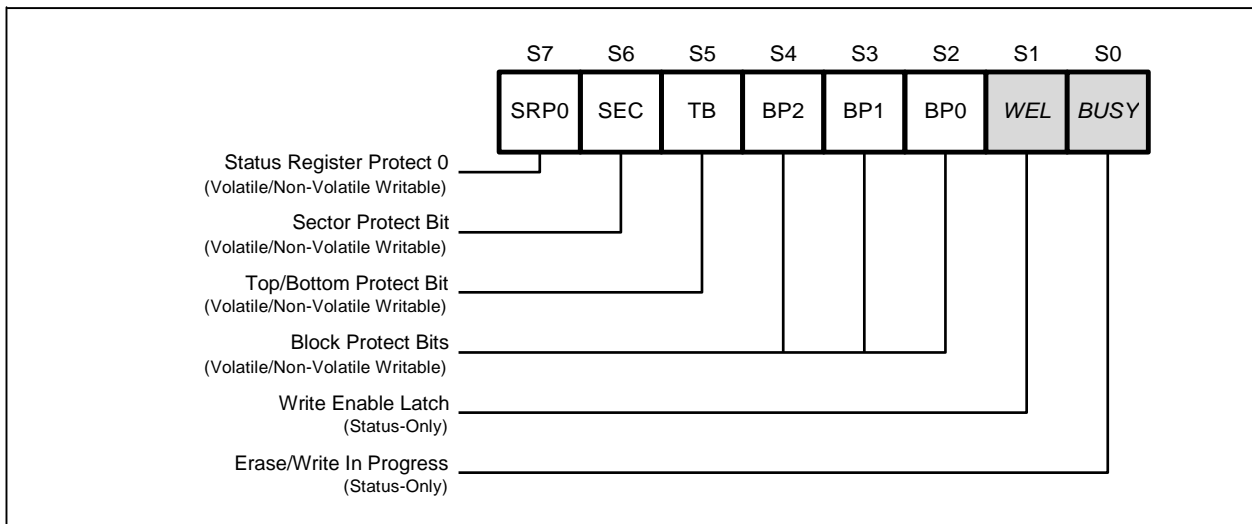 S7 S6 S5 S4 S3 S2 S1 S0
SRP0 SEC TB BP2 BP1 BP0 WEL BUSY
Status Register Protect 0
(Volatile/Non-Volatile Writable)
Sector Protect Bit
(Volatile/Non-Volatile Writable)
Top/Bottom Protect Bit
(Volatile/Non-Volatile Writable)
Block Protect Bits
(Volatile/Non-Volatile Writable)
Write Enable Latch
(Status-Only)
Erase/Write In Progress
(Status-Only)